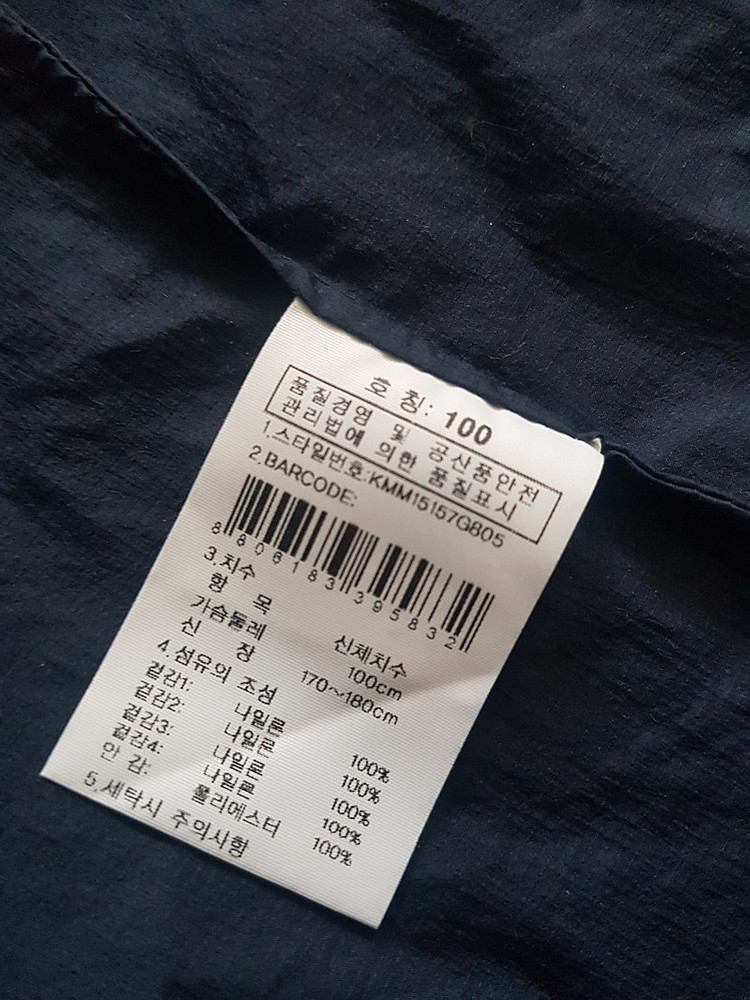 호 칭: 100
품질경영 및 공산품안전
관리법에 의한 품질표시
1.스타일번호:KMM15157GB05
2.BARCODE:
8 808183 395832
3.치수
항 목 신체치수
가슴둘레 100cm
신 장 170~180cm
4.섬유의 조성
겉감1: 나일론 100%
겉감2: 나일론 100%
겉감3: 나일론 100%
겉감4: 나일론 100%
안 감: 폴리에스터 100%
5.세탁시 주의사항